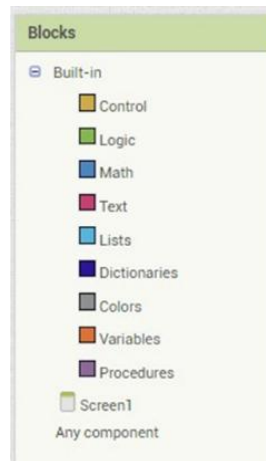 Blocks
Built-in
Control
Logic
Math
Text
Lists
Dictionaries
Colors
Variables
Procedures
Screen1
Any component